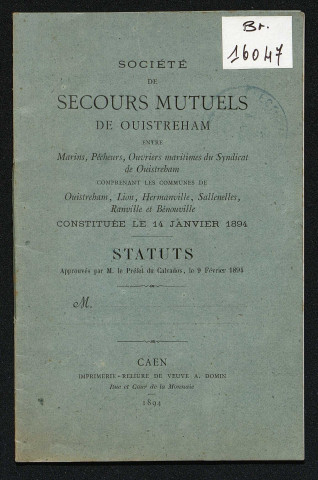 Br.
16047
SOCIÉTÉ
DE
SECOURS MUTUELS
DE OUISTREHAM
ENTRE
Marins, Pêcheurs, Ouvriers maritimes du Syndicat
de Ouistreham
COMPRENANT LES COMMUNES DE
Ouistreham, Lion, Hermanville, Sallenelles,
Ranville et Bénouville
CONSTITUÉE LE 14 JANVIER 1894
STATUTS
Approuvés par M. le Préfet du Calvados, le 9 Février 1894
M.
CAEN
IMPRIMERIE-RELIURE DE VEUVE A. DOMIN
Rue et Cour de la Monnaie
1894